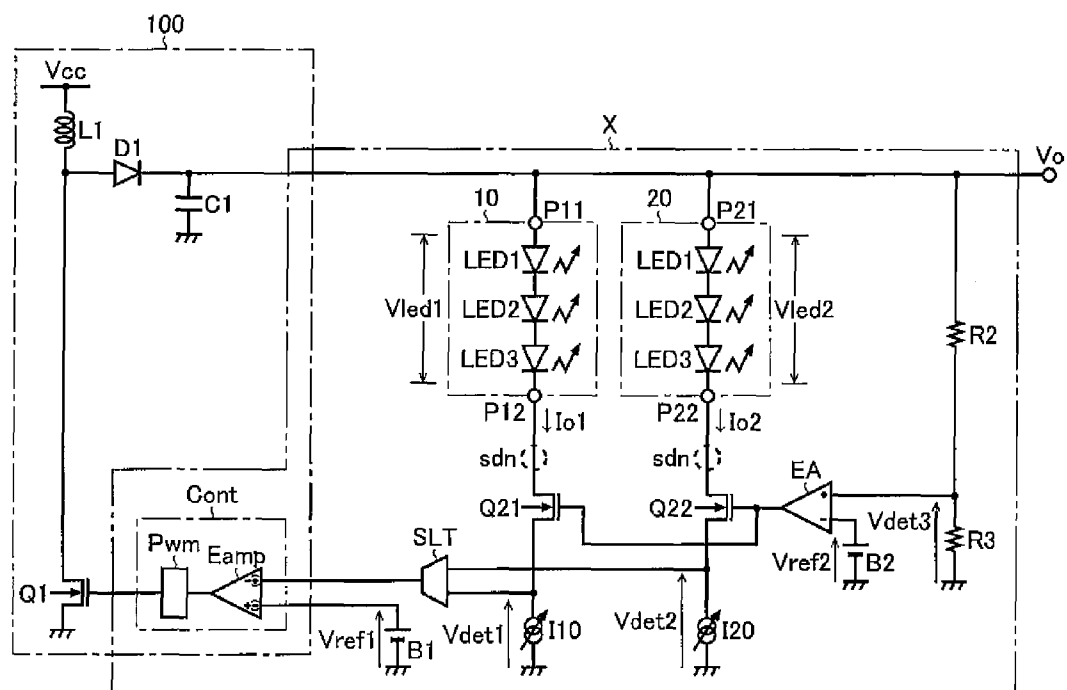 100
Vcc
L1
D1
C1
X
Vo
10
P11
20
P21
LED1
LED1
Vled1
LED2
LED2
Vled2
LED3
LED3
R2
P12
Io1
P22
Io2
sdn
sdn
EA
Q21
Q22
Vdet3
R3
Vref2
B2
Cont
Pwm
Eamp
SLT
Q1
Vref1
B1
Vdet1
I10
Vdet2
I20